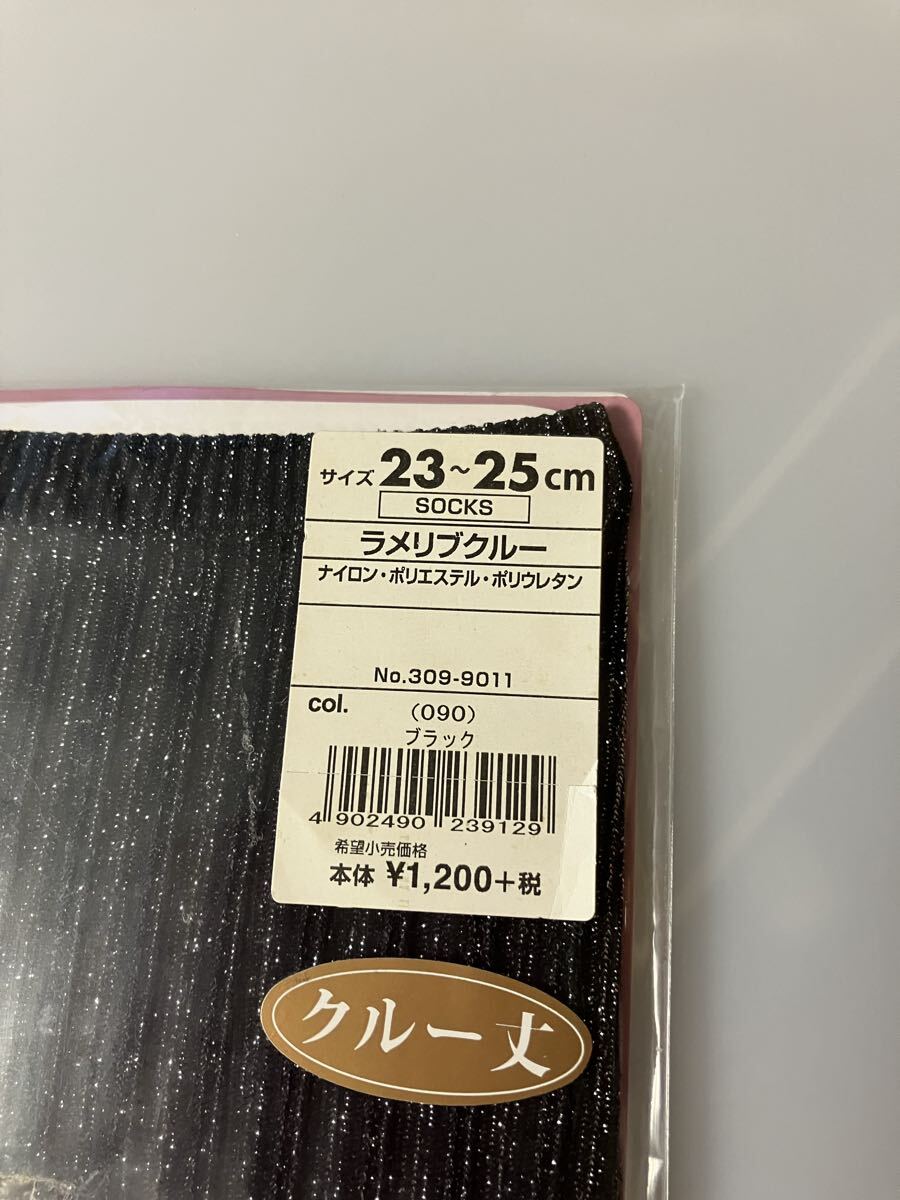 サイズ 23~25cm
SOCKS
ラメリブクルー
ナイロン・ポリエステル・ポリウレタン
No.309-9011
col. (090)
ブラック
4 902490 239129
希望小売価格
本体 ¥1,200+税
クルー丈